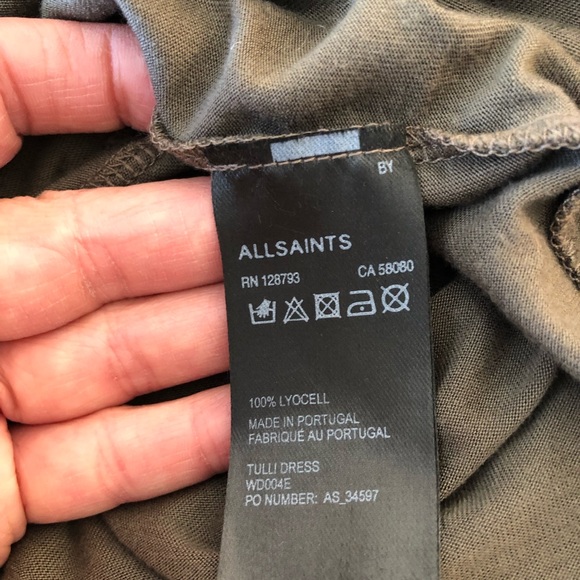 BY
ALLSAINTS
RN 128793 CA 58080
100% LYOCELL
MADE IN PORTUGAL
FABRIQUÉ AU PORTUGAL
TULLI DRESS
WD004E
PO NUMBER: AS_34597